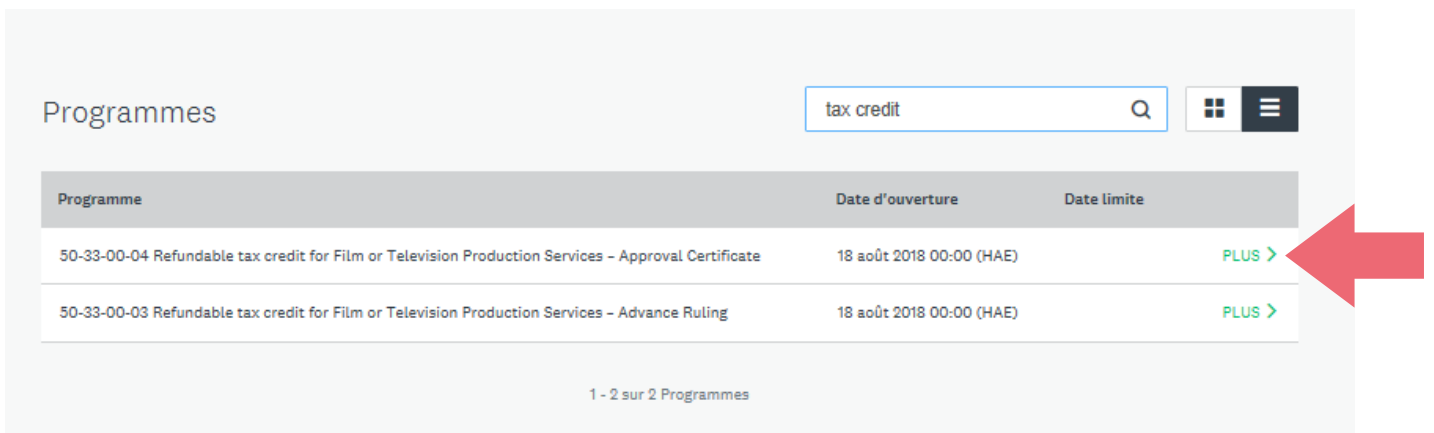 Programmes
tax credit
Programme Date d'ouverture Date limite
50-33-00-04 Refundable tax credit for Film or Television Production Services – Approval Certificate 18 août 2018 00:00 (HAE) PLUS
50-33-00-03 Refundable tax credit for Film or Television Production Services – Advance Ruling 18 août 2018 00:00 (HAE) PLUS
1 - 2 sur 2 Programmes